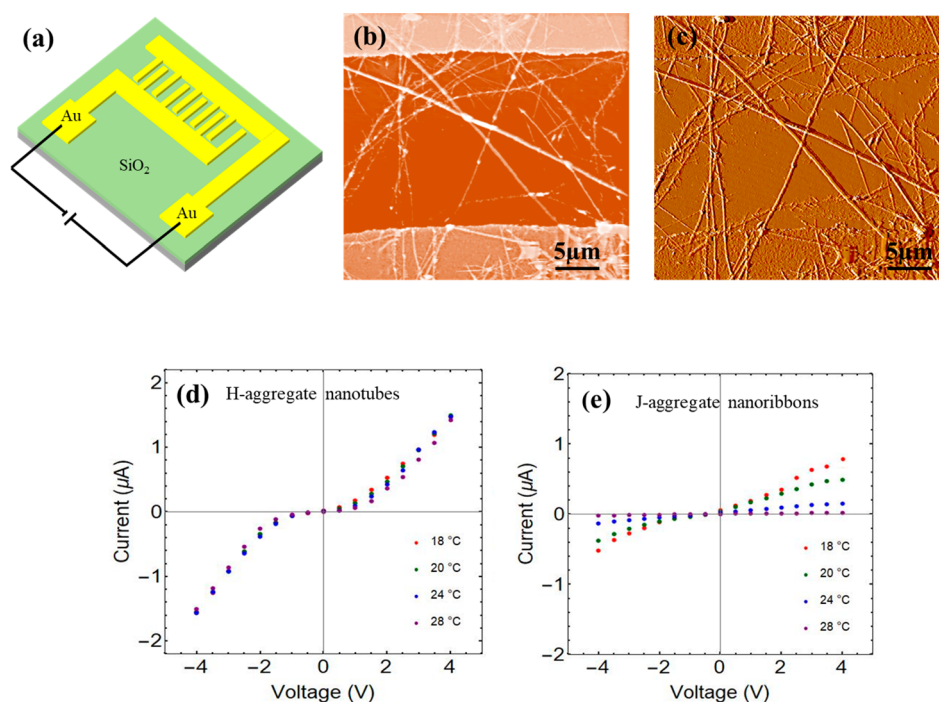 (a)
Au
SiO2
Au
(b)
5μm
(c)
5μm
(d)
H-aggregate nanotubes
2
1
0
−1
−2
Current (μA)
18 °C
20 °C
24 °C
28 °C
−4
−2
0
2
4
Voltage (V)
(e)
J-aggregate nanoribbons
2
1
0
−1
−2
Current (μA)
18 °C
20 °C
24 °C
28 °C
−4
−2
0
2
4
Voltage (V)